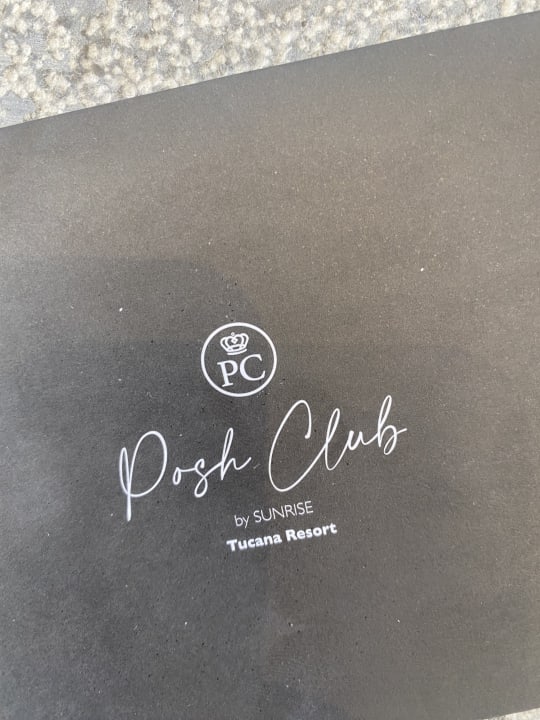 PC
Posh Club
by SUNRISE
Tucana Resort